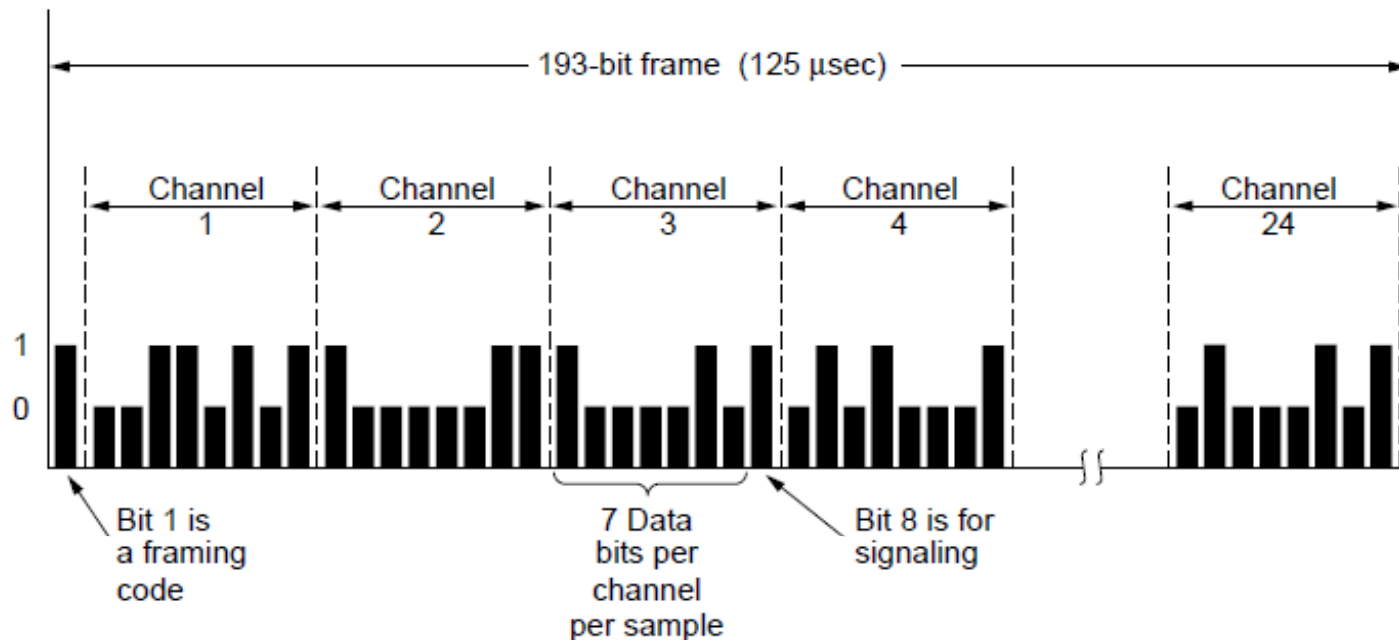 193-bit frame (125 μsec)
Channel
1
Channel
2
Channel
3
Channel
4
Channel
24
1
0
Bit 1 is
a framing
code
7 Data
bits per
channel
per sample
Bit 8 is for
signaling